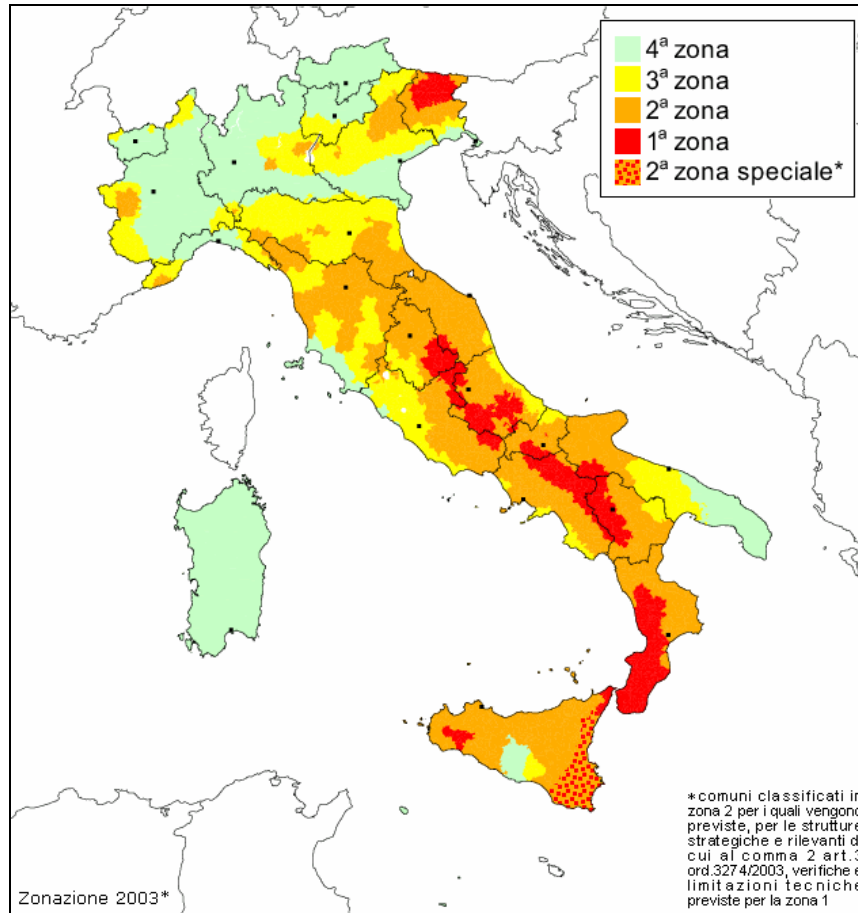 4ª zona
3ª zona
2ª zona
1ª zona
2ª zona speciale*
*comuni classificati in
zona 2 per i quali vengono
previste, per le strutture
strategiche e rilevanti d
cui al comma 2 art.3
ord.3274/2003, verifiche e
limitazioni tecniche
previste per la zona 1
Zonazione 2003*